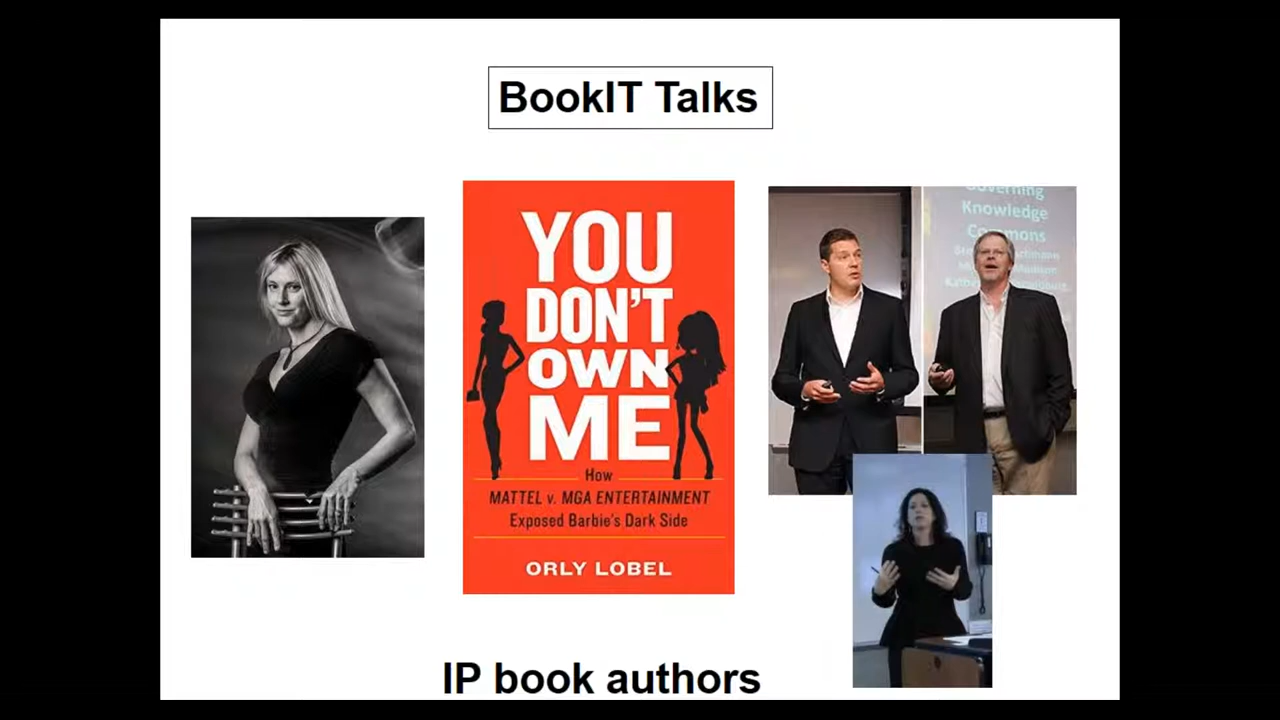 BookIT Talks
YOU
DON'T
OWN
ME
How
MATTEL v. MGA ENTERTAINMENT
Exposed Barbie's Dark Side
ORLY LOBEL
Governing
Knowledge
IP book authors